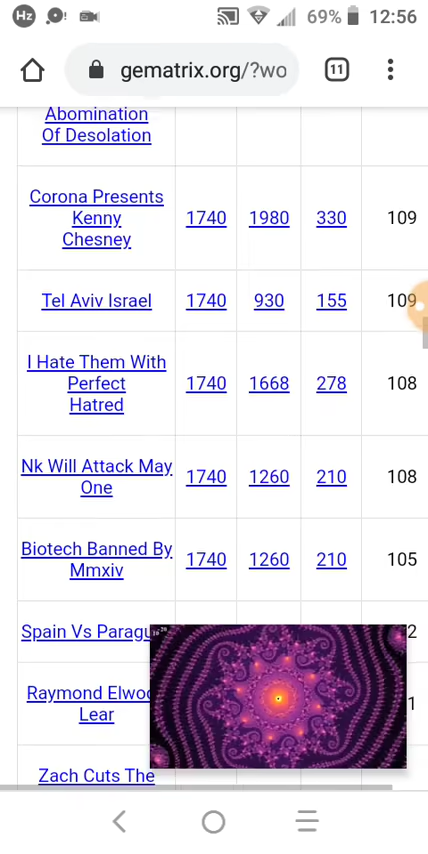 Hz 69% 12:56
gematrix.org/?wo 11
Abomination
Of Desolation
Corona Presents
Kenny
Chesney
1740 1980 330 109
Tel Aviv Israel 1740 930 155 109
I Hate Them With
Perfect
Hatred
1740 1668 278 108
Nk Will Attack May
One
1740 1260 210 108
Biotech Banned By
Mmxiv
1740 1260 210 105
Spain Vs Paragu 2
Raymond Elwoo
Lear
1
Zach Cuts The